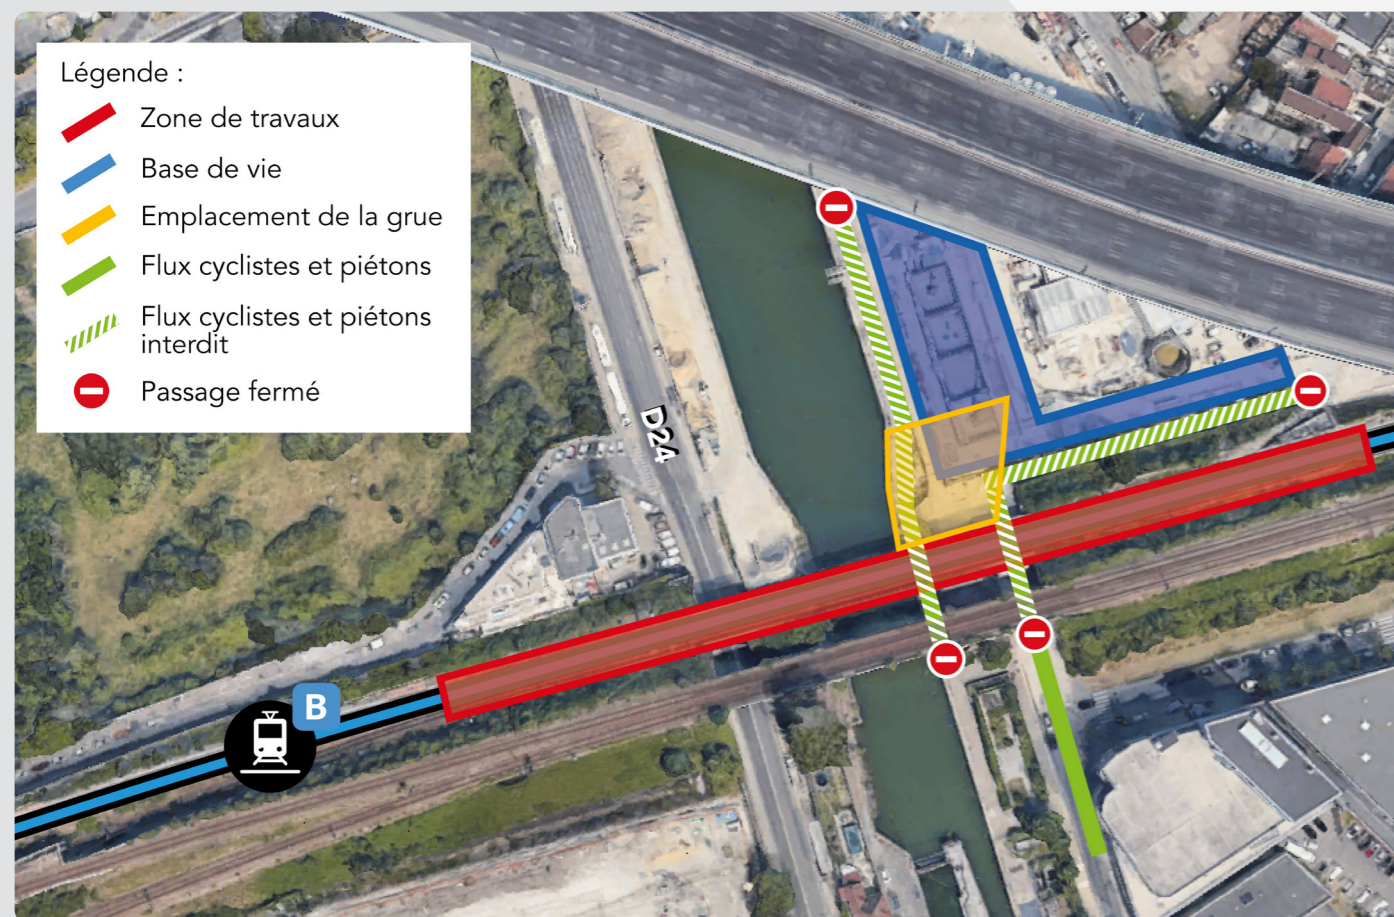 Légende :
Zone de travaux
Base de vie
Emplacement de la grue
Flux cyclistes et piétons
Flux cyclistes et piétons
interdit
Passage fermé
D24
B